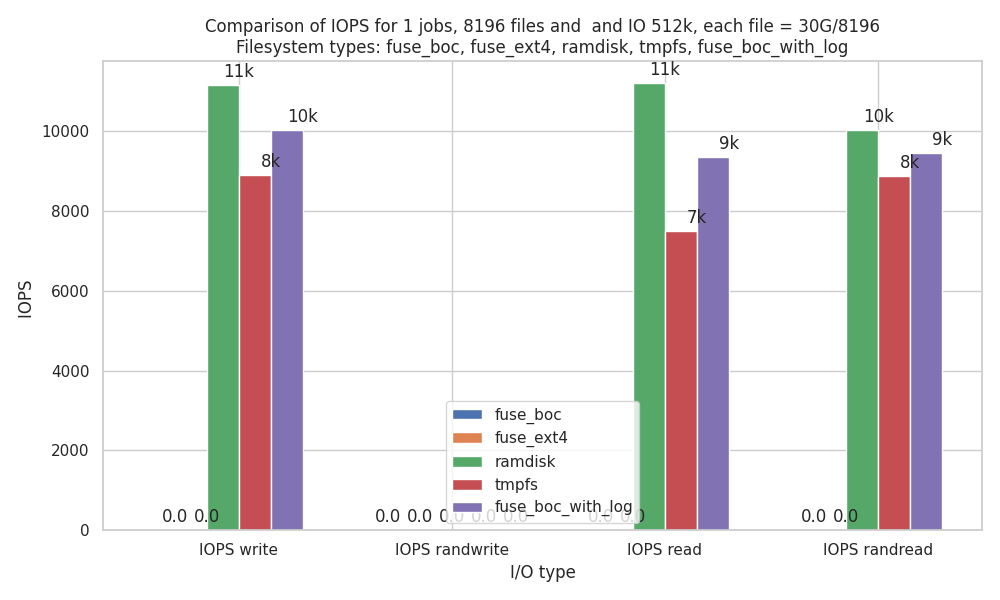 Comparison of IOPS for 1 jobs, 8196 files and  and IO 512k, each file = 30G/8196
Filesystem types: fuse_boc, fuse_ext4, ramdisk, tmpfs, fuse_boc_with_log
IOPS
10000
8000
6000
4000
2000
0
0.0 0.0 11k 8k 10k
0.0 0.0 0.0 0.0 0.0
0.0 0.0 11k 7k 9k
0.0 0.0 10k 8k 9k
fuse_boc
fuse_ext4
ramdisk
tmpfs
fuse_boc_with_log
IOPS write IOPS randwrite IOPS read IOPS randread
I/O type